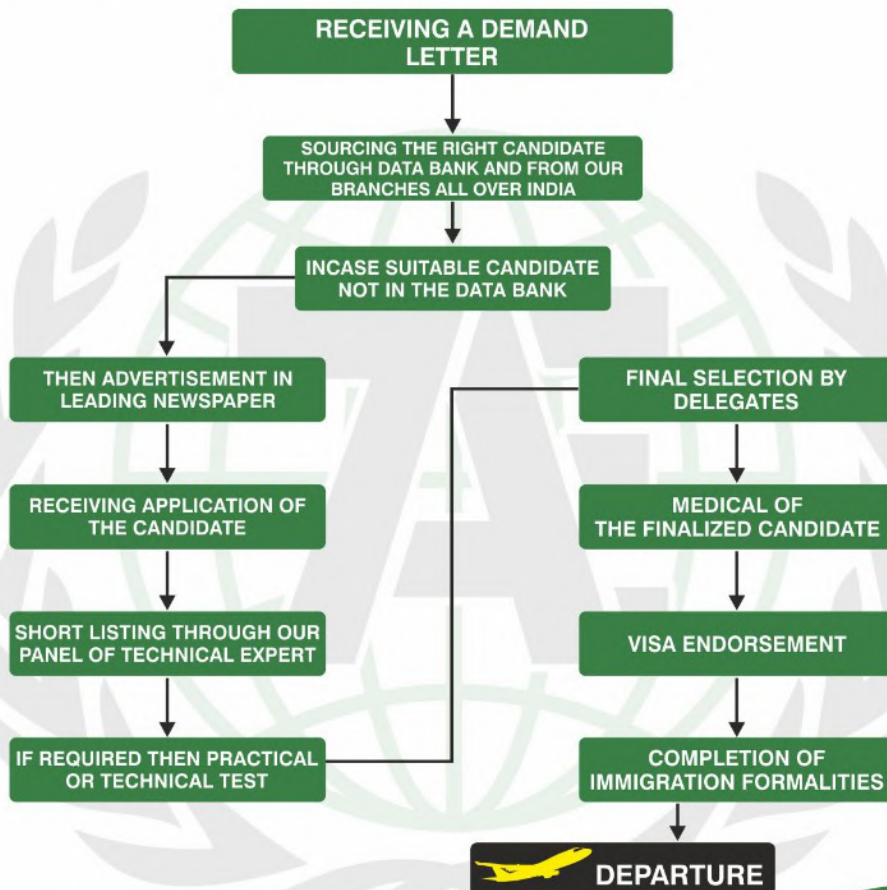 RECEIVING A DEMAND
LETTER
SOURCING THE RIGHT CANDIDATE
THROUGH DATA BANK AND FROM OUR
BRANCHES ALL OVER INDIA
INCASE SUITABLE CANDIDATE
NOT IN THE DATA BANK
THEN ADVERTISEMENT IN
LEADING NEWSPAPER
RECEIVING APPLICATION OF
THE CANDIDATE
SHORT LISTING THROUGH OUR
PANEL OF TECHNICAL EXPERT
IF REQUIRED THEN PRACTICAL
OR TECHNICAL TEST
FINAL SELECTION BY
DELEGATES
MEDICAL OF
THE FINALIZED CANDIDATE
VISA ENDORSEMENT
COMPLETION OF
IMMIGRATION FORMALITIES
DEPARTURE